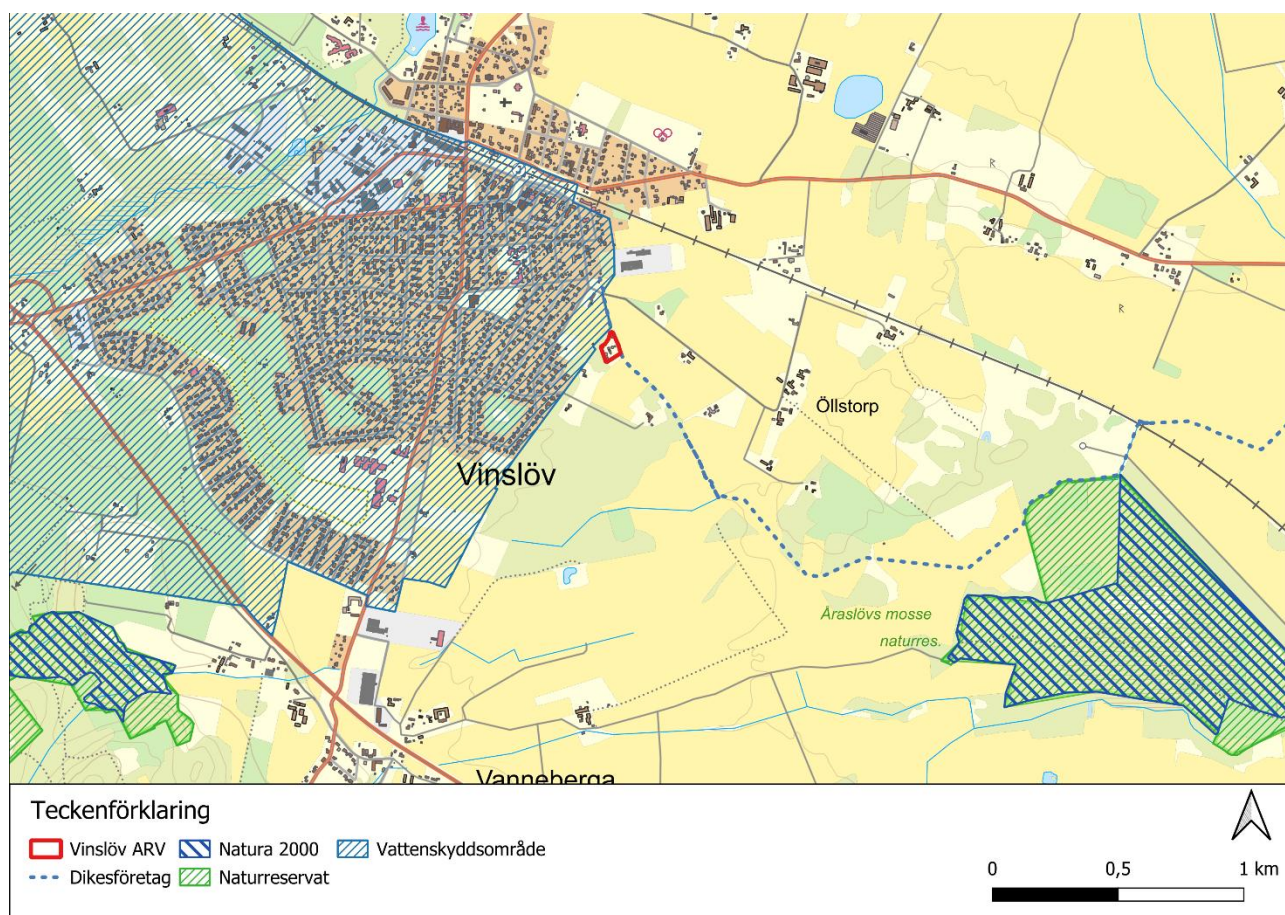 Öllstorp
Vinslöv
Åraslövs mosse
naturres.
Vanneberga
Teckenförklaring
Vinslöv ARV
Natura 2000
Vattenskyddsområde
Dikesföretag
Naturreservat
0
0,5
1 km
R
R